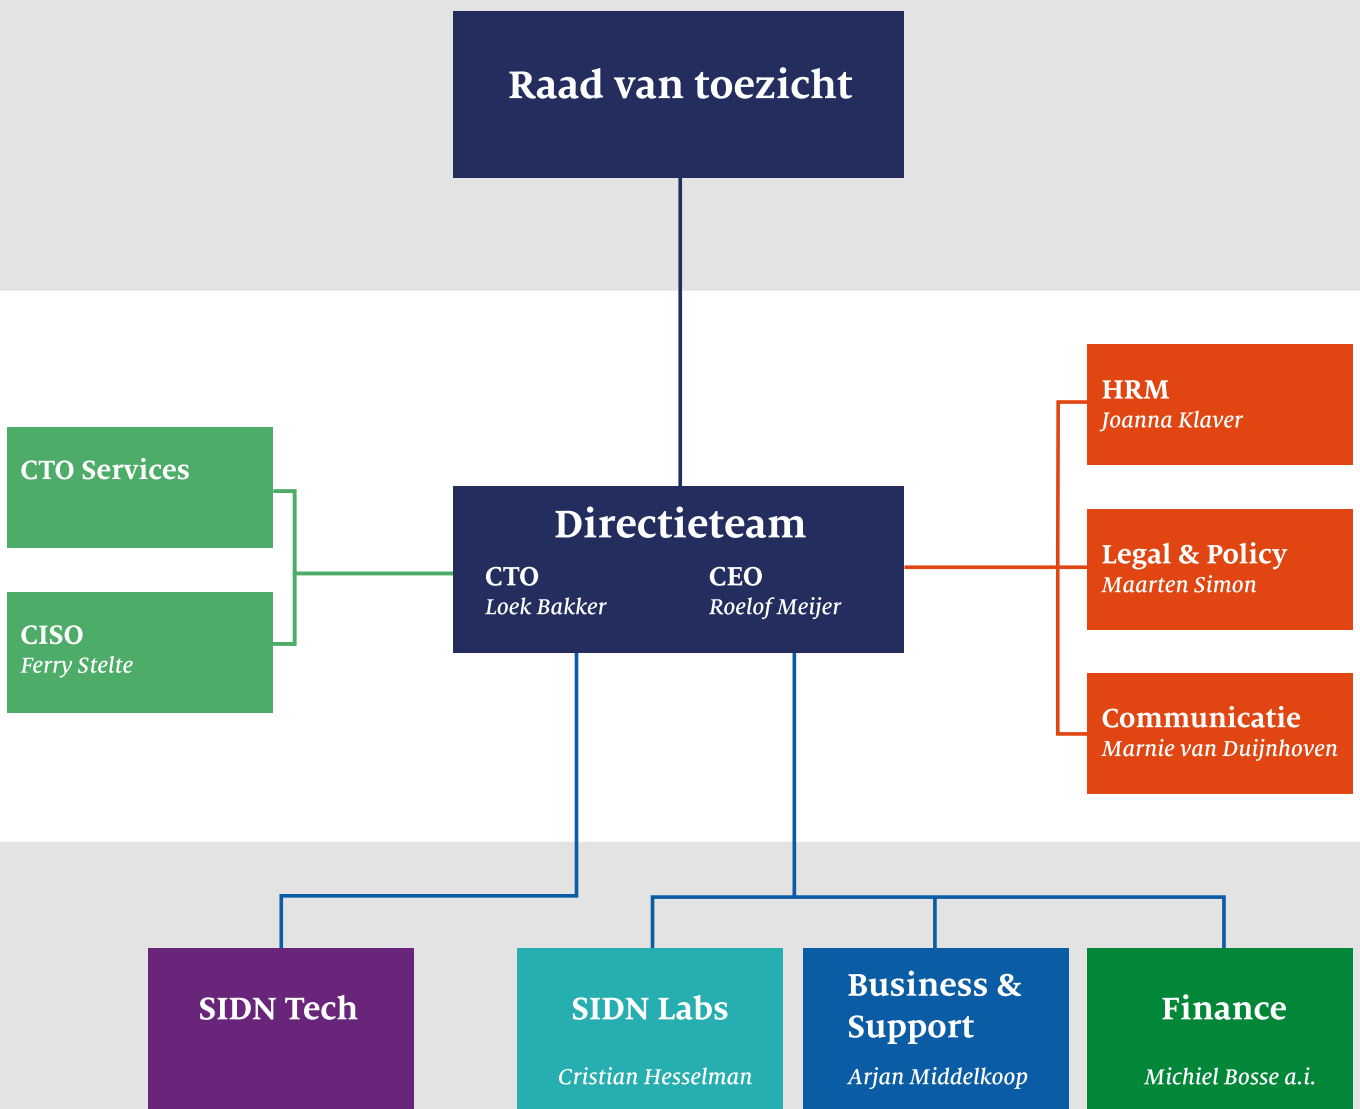 Raad van toezicht
CTO Services
CISO
Ferry Stelte
Directieteam
CTO
Loek Bakker
CEO
Roelof Meijer
HRM
Joanna Klaver
Legal & Policy
Maarten Simon
Communicatie
Marnie van Duijnhoven
SIDN Tech
SIDN Labs
Cristian Hesselman
Business &
Support
Arjan Middelkoop
Finance
Michiel Bosse a.i.